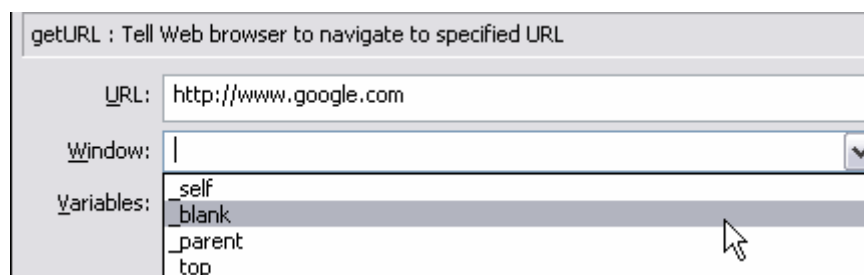 getURL : Tell Web browser to navigate to specified URL
URL: http://www.google.com
Window:
_self
Variables:
_blank
_parent
_top